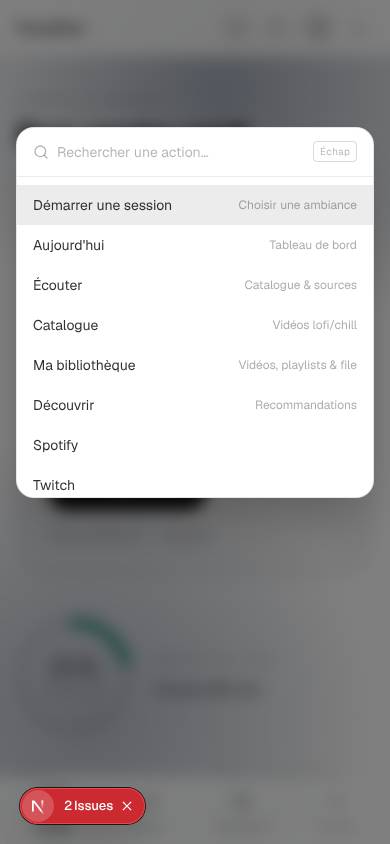 Rechercher une action...
Échap
Démarrer une session Choisir une ambiance
Aujourd'hui Tableau de bord
Écouter Catalogue & sources
Catalogue Vidéos lofi/chill
Ma bibliothèque Vidéos, playlists & file
Découvrir Recommandations
Spotify
Twitch
N 2 Issues